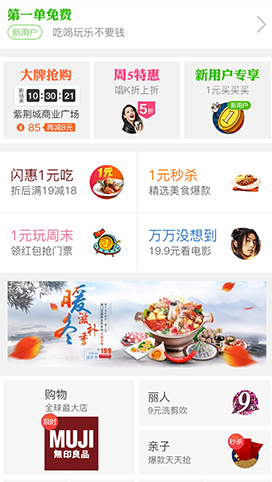 第一单免费
新用户 吃喝玩乐不要钱
大牌抢购
距结束 10:30:21
紫荆城商业广场
¥ 85 再减8元
周5特惠
唱K折上折
5折
新用户专享
1元买买买
新用户
1
闪惠1元吃
折后满19减18
1元
1元秒杀
精选美食爆款
1元玩周末
领红包抢门票
万万没想到
19.9元看电影
暖冬
滋补季
199
购物
全球最大店
限时
MUJI
無印良品
丽人
9元洗剪吹
9
亲子
爆款天天抢
秒杀